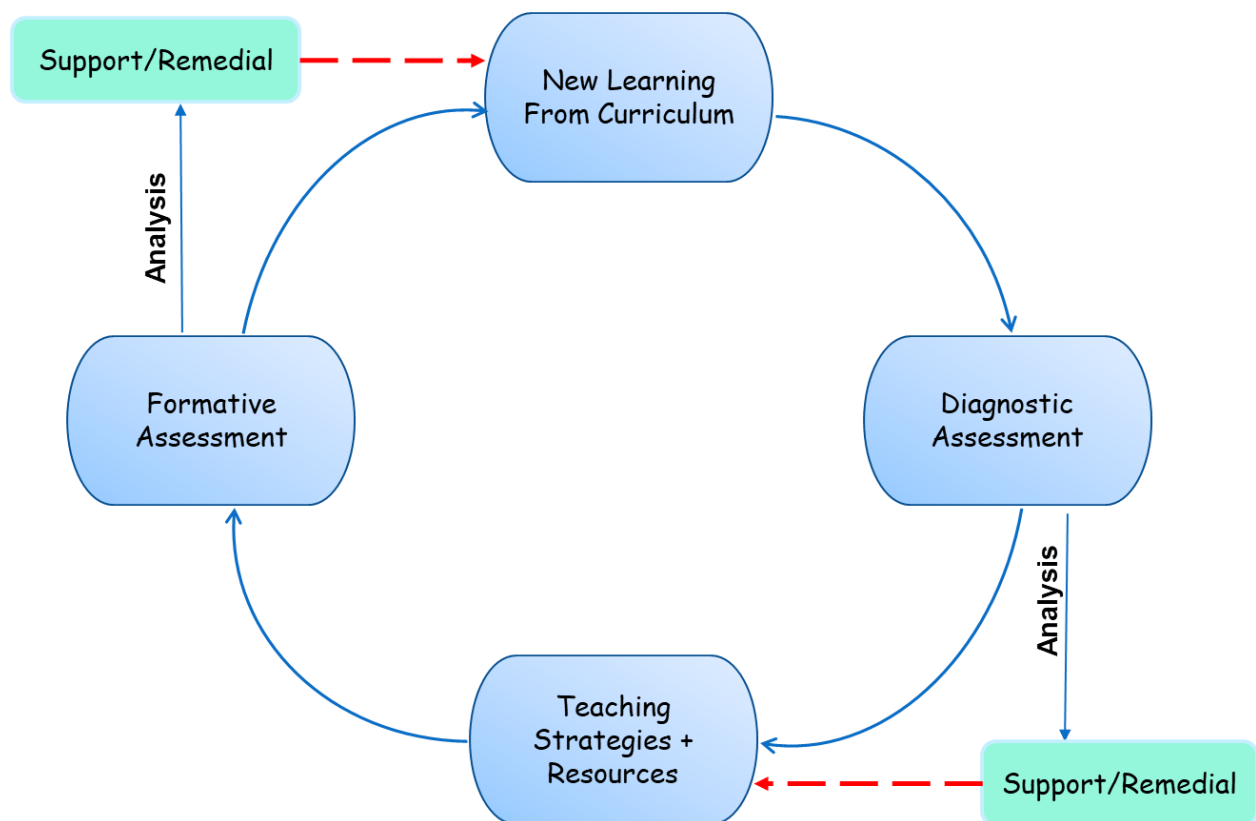 Support/Remedial
New Learning
From Curriculum
Analysis
Formative
Assessment
Diagnostic
Assessment
Analysis
Teaching
Strategies +
Resources
Support/Remedial